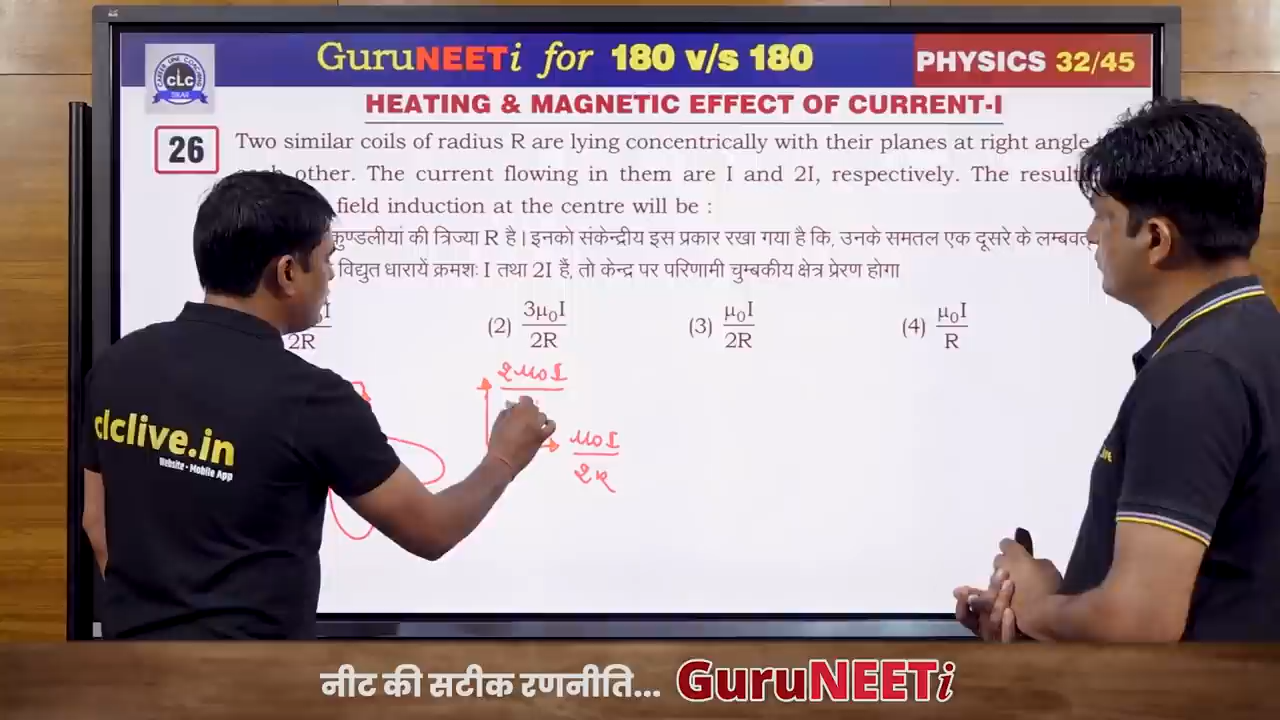 GuruNEETi for 180 v/s 180
PHYSICS 32/45
CLC
HEATING & MAGNETIC EFFECT OF CURRENT-I
26
Two similar coils of radius R are lying concentrically with their planes at right angle
other. The current flowing in them are I and 2I, respectively. The
field induction at the centre will be :
कुण्डलीयां की त्रिज्या R है। इनको संकेन्द्रीय इस प्रकार रखा गया है कि, उनके समतल एक दूसरे के लम्बवत्
विद्युत धारायें क्रमशः I तथा 2I हैं, तो केन्द्र पर परिणामी चुम्बकीय क्षेत्र प्रेरण होगा
I
2R
(2) 3μ₀I
2R
(3) μ₀I
2R
(4) μ₀I
R
2μ₀I
μ₀I
2R
clclive.in
Website • Mobile App
नीट की सटीक रणनीति... GuruNEETi